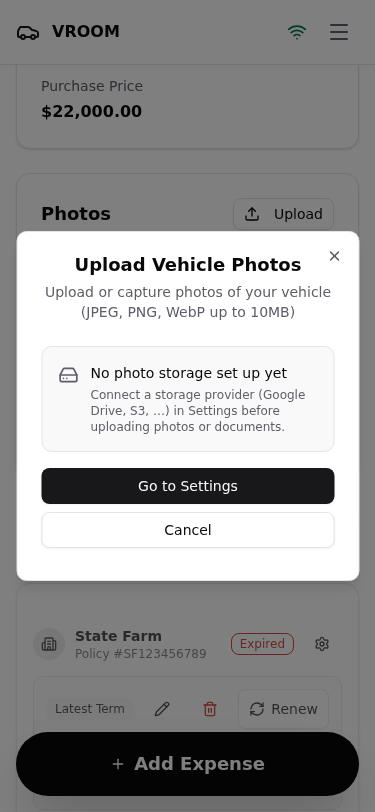 VROOM
Purchase Price
$22,000.00
Photos
Upload
Upload Vehicle Photos
Upload or capture photos of your vehicle
(JPEG, PNG, WebP up to 10MB)
No photo storage set up yet
Connect a storage provider (Google
Drive, S3, ...) in Settings before
uploading photos or documents.
Go to Settings
Cancel
State Farm
Policy #SF123456789
Expired
Latest Term
Renew
+ Add Expense